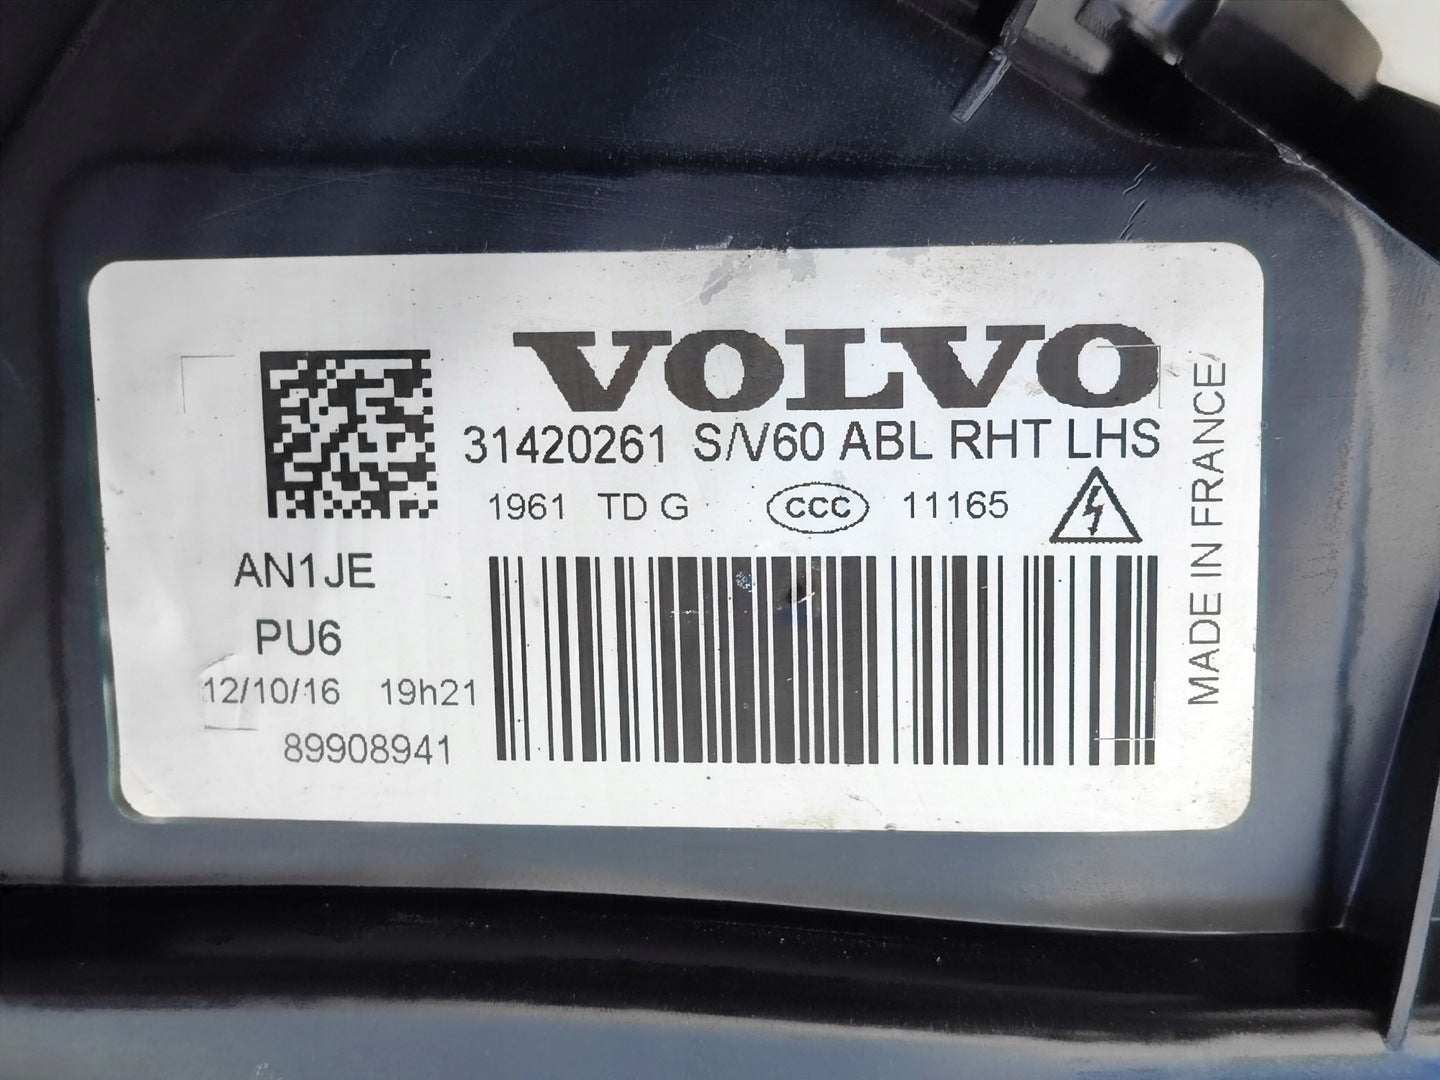 VOLVO
31420261 S/V60 ABL RHT LHS
1961 TD G CCC 11165
AN1JE
PU6
12/10/16 19h21
89908941
MADE IN FRANCE